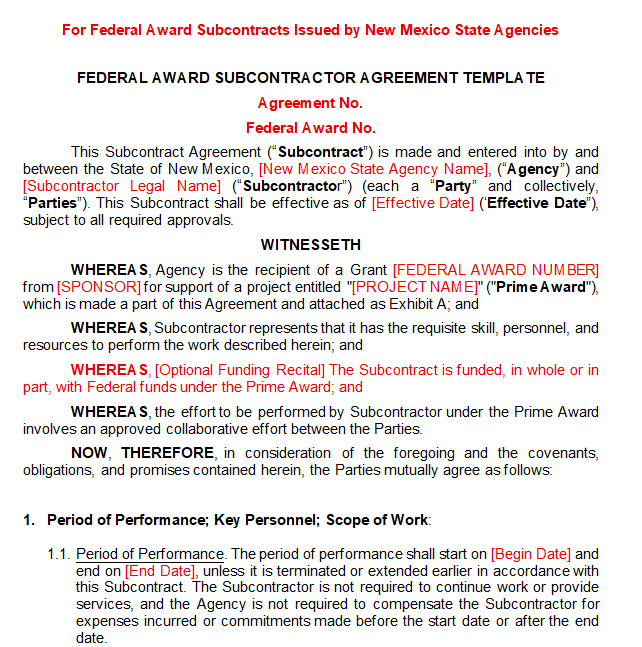 For Federal Award Subcontracts Issued by New Mexico State Agencies
FEDERAL AWARD SUBCONTRACTOR AGREEMENT TEMPLATE
Agreement No.
Federal Award No.
This Subcontract Agreement (“Subcontract”) is made and entered into by and
between the State of New Mexico, [New Mexico State Agency Name], (“Agency”) and
[Subcontractor Legal Name] (“Subcontractor”) (each a “Party” and collectively,
“Parties”). This Subcontract shall be effective as of [Effective Date] (‘Effective Date”),
subject to all required approvals.
WITNESSETH
WHEREAS, Agency is the recipient of a Grant [FEDERAL AWARD NUMBER]
from [SPONSOR] for support of a project entitled "[PROJECT NAME]" ("Prime Award"),
which is made a part of this Agreement and attached as Exhibit A; and
WHEREAS, Subcontractor represents that it has the requisite skill, personnel, and
resources to perform the work described herein; and
WHEREAS, [Optional Funding Recital] The Subcontract is funded, in whole or in
part, with Federal funds under the Prime Award; and
WHEREAS, the effort to be performed by Subcontractor under the Prime Award
involves an approved collaborative effort between the Parties.
NOW, THEREFORE, in consideration of the foregoing and the covenants,
obligations, and promises contained herein, the Parties mutually agree as follows:
1. Period of Performance; Key Personnel; Scope of Work:
1.1. Period of Performance. The period of performance shall start on [Begin Date] and
end on [End Date], unless it is terminated or extended earlier in accordance with
this Subcontract. The Subcontractor is not required to continue work or provide
services, and the Agency is not required to compensate the Subcontractor for
expenses incurred or commitments made before the start date or after the end
date.